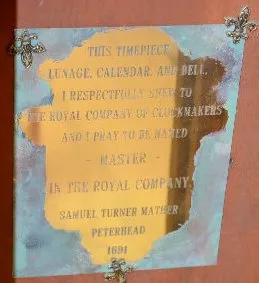 THIS TIMEPIECE,
LUNAGE, CALENDAR, AND BELL,
I RESPECTFULLY SHEW TO
THE ROYAL COMPANY OF CLOCKMAKERS
AND I PRAY TO BE NAMED
- MASTER -
IN THE ROYAL COMPANY.
SAMUEL TURNER MATHER
PETERHEAD
1691